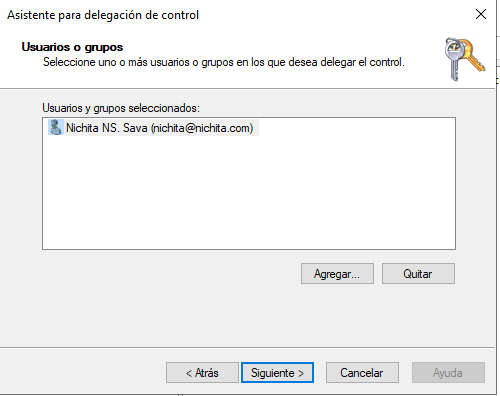 Asistente para delegación de control
Usuarios o grupos
Seleccione uno o más usuarios o grupos en los que desea delegar el control.
Usuarios y grupos seleccionados:
Nichita NS. Sava (nichita@nichita.com)
Agregar...
Quitar
< Atrás
Siguiente >
Cancelar
Ayuda